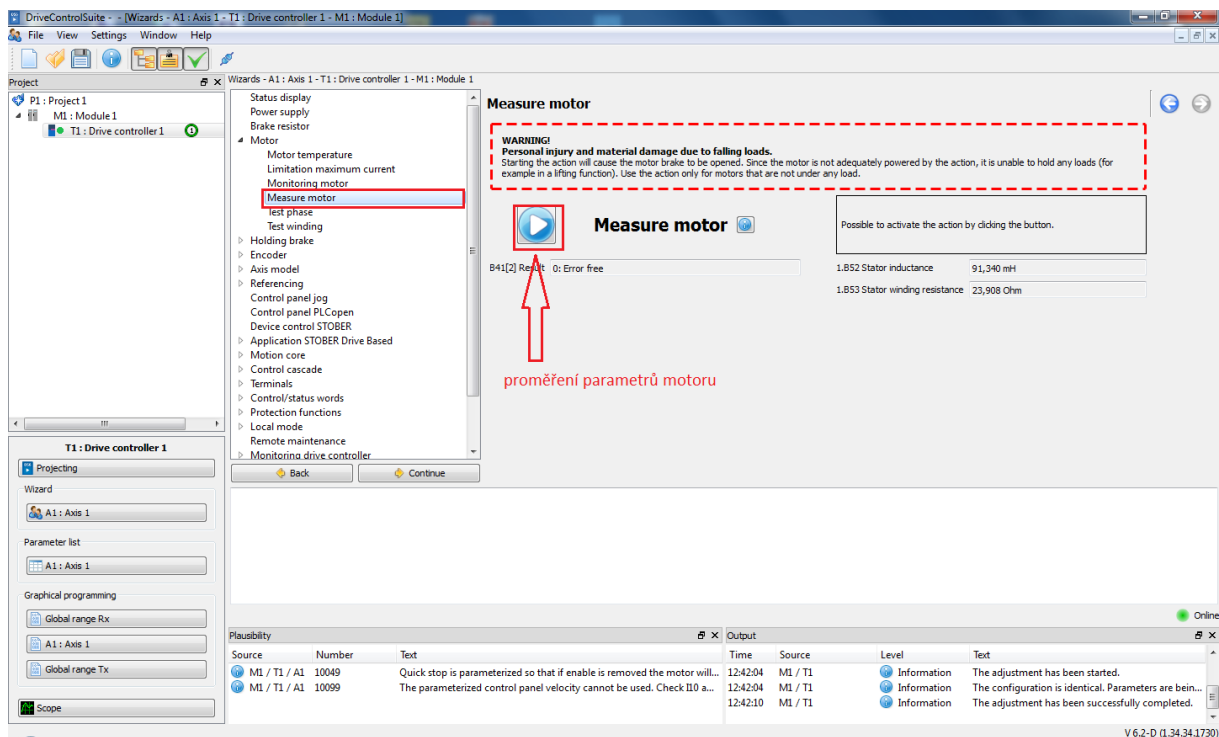 DriveControlSuite - - [Wizards - A1 : Axis 1 - T1 : Drive controller 1 - M1 : Module 1]
File View Settings Window Help
Project
P1 : Project 1
M1 : Module 1
T1 : Drive controller 1
Wizards - A1 : Axis 1 - T1 : Drive controller 1 - M1 : Module 1
Status display
Power supply
Brake resistor
Motor
Motor temperature
Limitation maximum current
Monitoring motor
Measure motor
Test phase
Test winding
Holding brake
Encoder
Axis model
Referencing
Control panel jog
Control panel PLCopen
Device control STOBER
Application STOBER Drive Based
Motion core
Control cascade
Terminals
Control/status words
Protection functions
Local mode
Remote maintenance
Monitoring drive controller
Back
Continue
Measure motor
WARNING!
Personal injury and material damage due to falling loads.
Starting the action will cause the motor brake to be opened. Since the motor is not adequately powered by the action, it is unable to hold any loads (for
example in a lifting function). Use the action only for motors that are not under any load.
Measure motor
Possible to activate the action by clicking the button.
B41[2] Result 0: Error free
1.B52 Stator inductance 91,340 mH
1.B53 Stator winding resistance 23,908 Ohm
proměření parametrů motoru
T1 : Drive controller 1
Projecting
Wizard
A1 : Axis 1
Parameter list
A1 : Axis 1
Graphical programming
Global range Rx
A1 : Axis 1
Global range Tx
Scope
Online
Plausibility
Source Number Text
M1 / T1 / A1 10049 Quick stop is parameterized so that if enable is removed the motor will...
M1 / T1 / A1 10099 The parameterized control panel velocity cannot be used. Check I10 a...
Output
Time Source Level Text
12:42:04 M1 / T1 Information The adjustment has been started.
12:42:04 M1 / T1 Information The configuration is identical. Parameters are bein...
12:42:10 M1 / T1 Information The adjustment has been successfully completed.
V 6.2-D (1.34.34.1730)